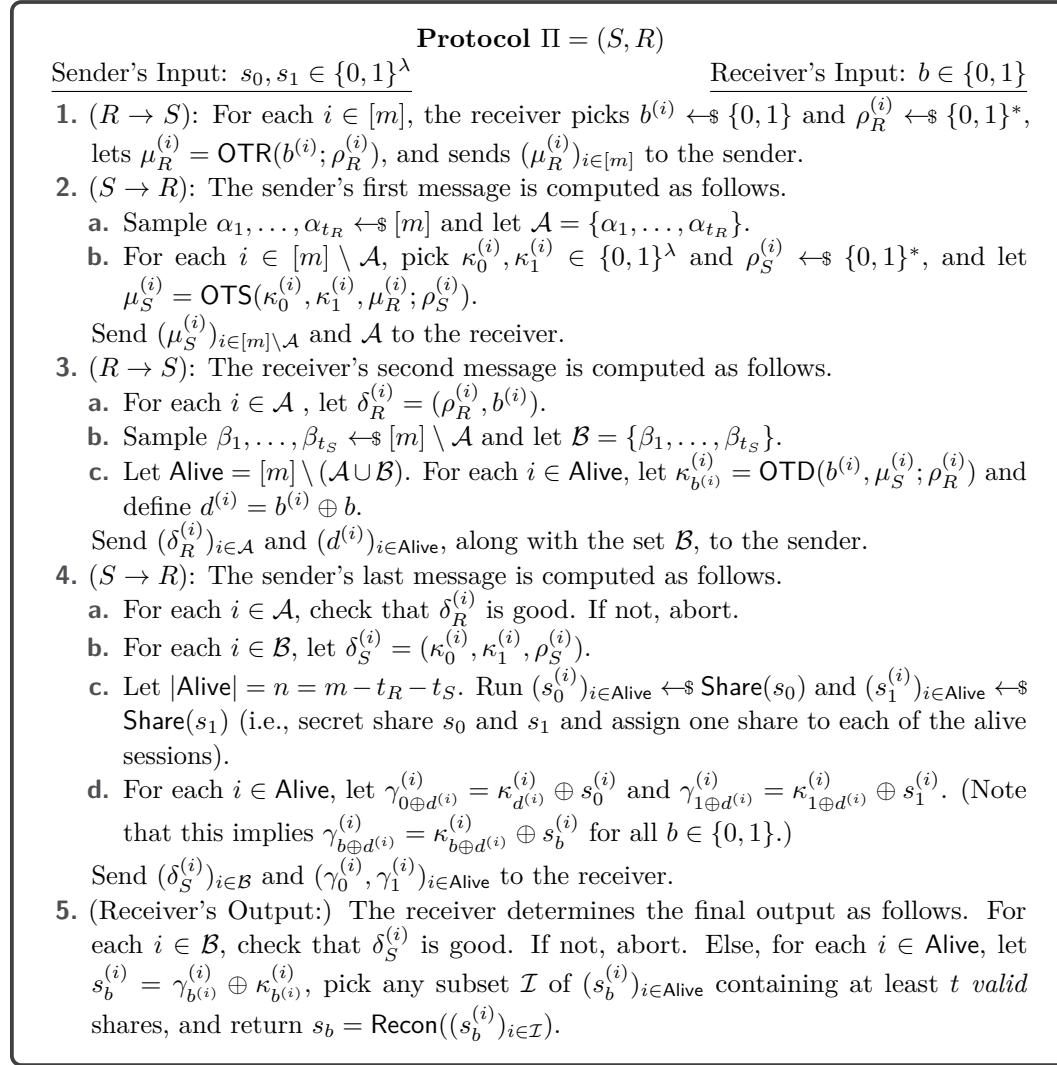 Protocol Π = (S, R)
Sender's Input: s₀, s₁ ∈ {0, 1}^λ Receiver's Input: b ∈ {0, 1}
1. (R → S): For each i ∈ [m], the receiver picks b^(i) ←$ {0, 1} and ρ_R^(i) ←$ {0, 1}*,
lets μ_R^(i) = OTR(b^(i); ρ_R^(i)), and sends (μ_R^(i))_{i∈[m]} to the sender.
2. (S → R): The sender's first message is computed as follows.
a. Sample α₁, . . . , α_{t_R} ←$ [m] and let 𝒜 = {α₁, . . . , α_{t_R}}.
b. For each i ∈ [m] \ 𝒜, pick κ_0^(i), κ_1^(i) ∈ {0, 1}^λ and ρ_S^(i) ←$ {0, 1}*, and let
μ_S^(i) = OTS(κ_0^(i), κ_1^(i), μ_R^(i); ρ_S^(i)).
Send (μ_S^(i))_{i∈[m]\𝒜} and 𝒜 to the receiver.
3. (R → S): The receiver's second message is computed as follows.
a. For each i ∈ 𝒜 , let δ_R^(i) = (ρ_R^(i), b^(i)).
b. Sample β₁, . . . , β_{t_S} ←$ [m] \ 𝒜 and let ℬ = {β₁, . . . , β_{t_S}}.
c. Let Alive = [m] \ (𝒜∪ℬ). For each i ∈ Alive, let κ_{b^(i)}^(i) = OTD(b^(i), μ_S^(i); ρ_R^(i)) and
define d^(i) = b^(i) ⊕ b.
Send (δ_R^(i))_{i∈𝒜} and (d^(i))_{i∈Alive}, along with the set ℬ, to the sender.
4. (S → R): The sender's last message is computed as follows.
a. For each i ∈ 𝒜, check that δ_R^(i) is good. If not, abort.
b. For each i ∈ ℬ, let δ_S^(i) = (κ_0^(i), κ_1^(i), ρ_S^(i)).
c. Let |Alive| = n = m − t_R − t_S. Run (s_0^(i))_{i∈Alive} ←$ Share(s₀) and (s_1^(i))_{i∈Alive} ←$
Share(s₁) (i.e., secret share s₀ and s₁ and assign one share to each of the alive
sessions).
d. For each i ∈ Alive, let γ_{0⊕d^(i)}^(i) = κ_{d^(i)}^(i) ⊕ s_0^(i) and γ_{1⊕d^(i)}^(i) = κ_{1⊕d^(i)}^(i) ⊕ s_1^(i). (Note
that this implies γ_{b⊕d^(i)}^(i) = κ_{b⊕d^(i)}^(i) ⊕ s_b^(i) for all b ∈ {0, 1}.)
Send (δ_S^(i))_{i∈ℬ} and (γ_0^(i), γ_1^(i))_{i∈Alive} to the receiver.
5. (Receiver's Output:) The receiver determines the final output as follows. For
each i ∈ ℬ, check that δ_S^(i) is good. If not, abort. Else, for each i ∈ Alive, let
s_b^(i) = γ_{b^(i)}^(i) ⊕ κ_{b^(i)}^(i), pick any subset ℐ of (s_b^(i))_{i∈Alive} containing at least t valid
shares, and return s_b = Recon((s_b^(i))_{i∈ℐ}).